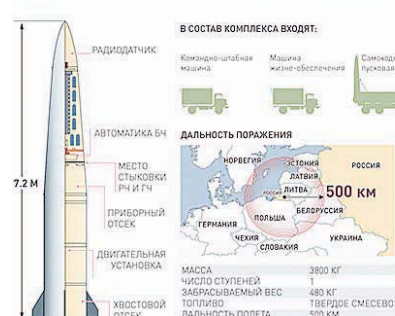 7.2 М
РАДИОДАТЧИК
АВТОМАТИКА БЧ
МЕСТО
СТЫКОВКИ
РЧ И ГЧ
ПРИБОРНЫЙ
ОТСЕК
ДВИГАТЕЛЬНАЯ
УСТАНОВКА
ХВОСТОВОЙ
ОТСЕК
В СОСТАВ КОМПЛЕКСА ВХОДЯТ:
Командно-штабная
машина
Машина
жизне-обеспечения
Самоходн
пусковая
ДАЛЬНОСТЬ ПОРАЖЕНИЯ
НОРВЕГИЯ
ЭСТОНИЯ
РОССИЯ
ЛАТВИЯ
РОССИЯ
ЛИТВА
500 КМ
ПОЛЬША
БЕЛОРУССИЯ
ГЕРМАНИЯ
ЧЕХИЯ
УКРАИНА
СЛОВАКИЯ
МАССА 3800 КГ
ЧИСЛО СТУПЕНЕЙ 1
ЗАБРАСЫВАЕМЫЙ ВЕС 480 КГ
ТОПЛИВО ТВЕРДОЕ СМЕСЕВО
ДАЛЬНОСТЬ ПОЛЕТА 500 КМ